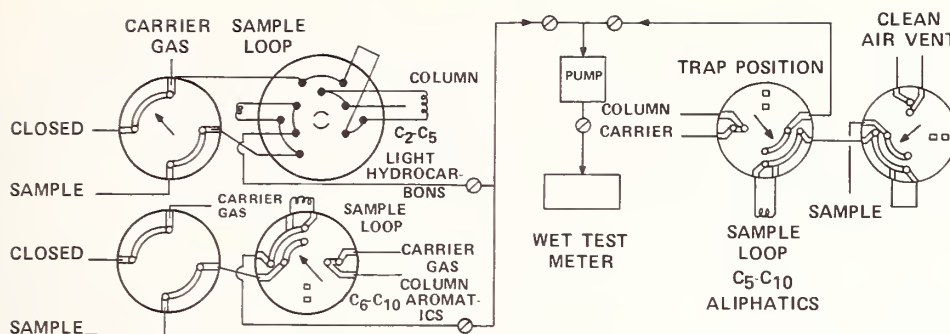 CARRIER
GAS
SAMPLE
LOOP
COLUMN
CLOSED
C2-C5
LIGHT
HYDROCAR-
BONS
SAMPLE
CARRIER
GAS
SAMPLE
LOOP
CLOSED
CARRIER
GAS
C6-C10
COLUMN
AROMAT-
ICS
SAMPLE
PUMP
WET TEST
METER
TRAP POSITION
COLUMN
CARRIER
SAMPLE
LOOP
C5-C10
ALIPHATICS
CLEAN
AIR VENT
SAMPLE